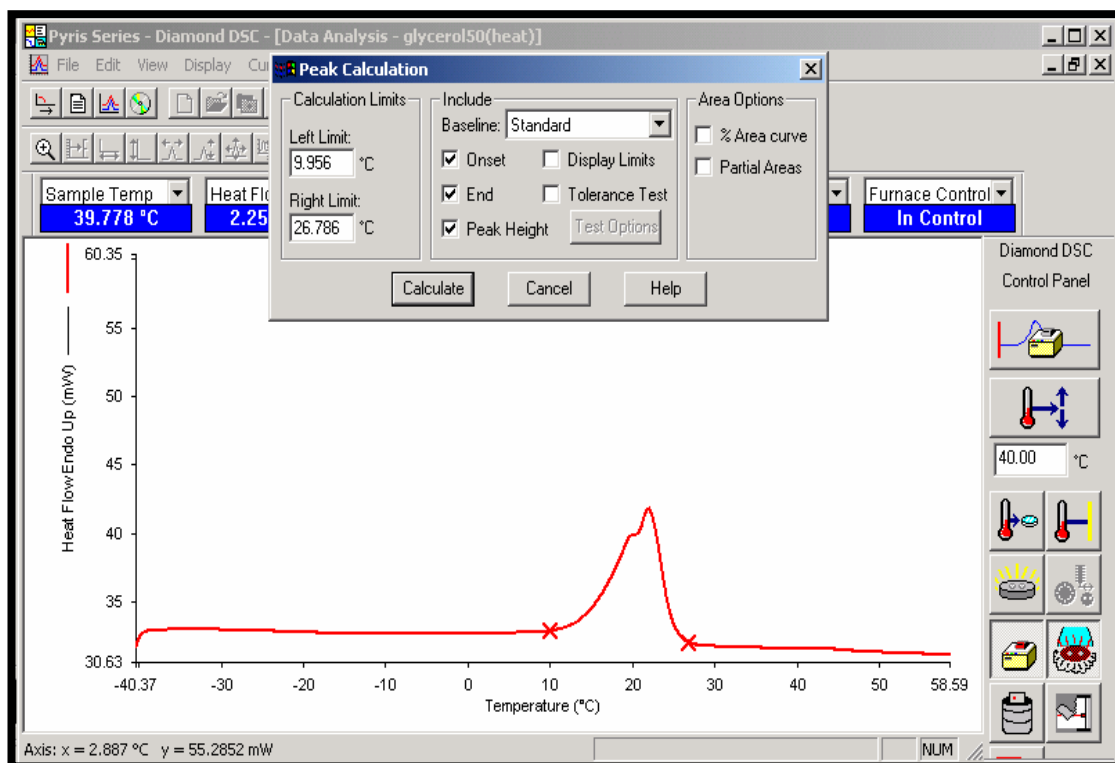 Pyris Series - Diamond DSC - [Data Analysis - glycerol50(heat)]
File Edit View Display
Peak Calculation
Calculation Limits
Left Limit:
9.956 °C
Right Limit:
26.786 °C
Include
Baseline: Standard
Onset Display Limits
End Tolerance Test
Peak Height Test Options
Area Options
% Area curve
Partial Areas
Calculate Cancel Help
Sample Temp
39.778 °C
Heat
2.25
Furnace Control
In Control
Heat Flow Endo Up (mW)
60.35
55
50
45
40
35
30.63
-40.37 -30 -20 -10 0 10 20 30 40 50 58.59
Temperature (°C)
Diamond DSC
Control Panel
40.00 °C
Axis: x = 2.887 °C y = 55.2852 mW
NUM